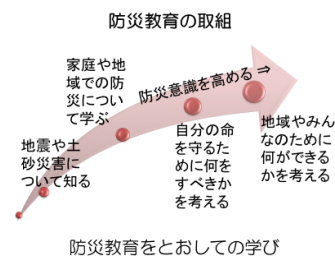 防災教育の取組
家庭や地
域での防
災につい
て学ぶ
防災意識を高める⇒
地震や土
砂災害に
ついて知る
自分の命
を守るた
めに何を
すべきか
を考える
地域やみん
なのために
何ができる
かを考える
防災教育をとおしての学び